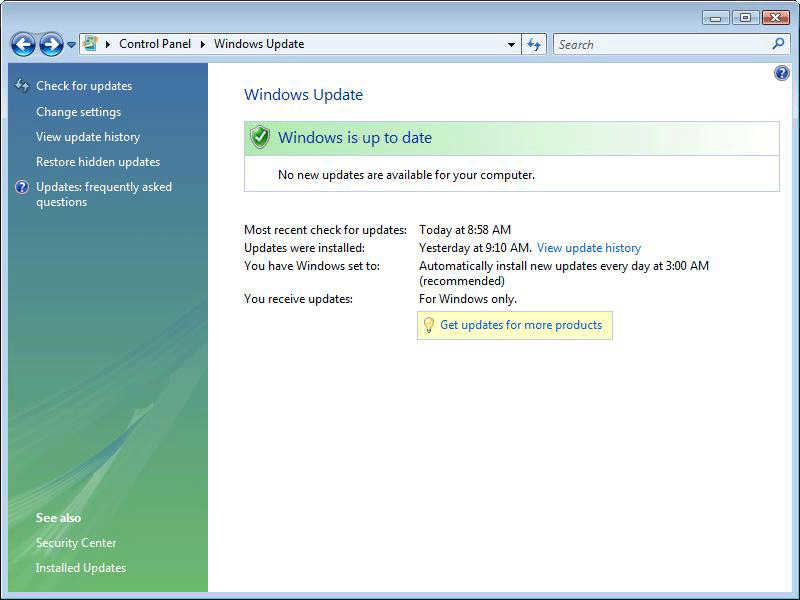 Control Panel Windows Update
Search
Check for updates
Change settings
View update history
Restore hidden updates
Updates: frequently asked
questions
See also
Security Center
Installed Updates
Windows Update
Windows is up to date
No new updates are available for your computer.
Most recent check for updates: Today at 8:58 AM
Updates were installed: Yesterday at 9:10 AM. View update history
You have Windows set to: Automatically install new updates every day at 3:00 AM
(recommended)
You receive updates: For Windows only.
Get updates for more products